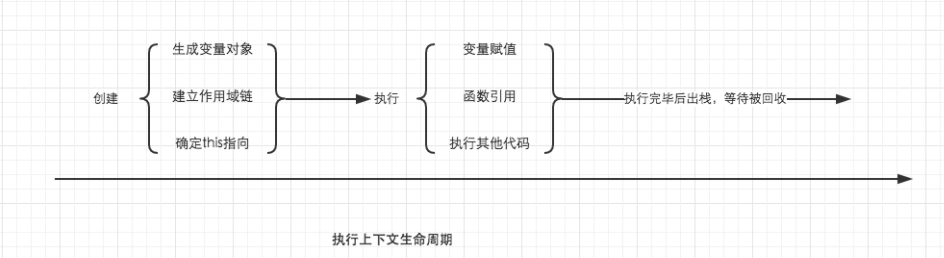 生成变量对象
变量赋值
创建
建立作用域链
执行
函数引用
执行完毕后出栈，等待被回收
确定this指向
执行其他代码
执行上下文生命周期